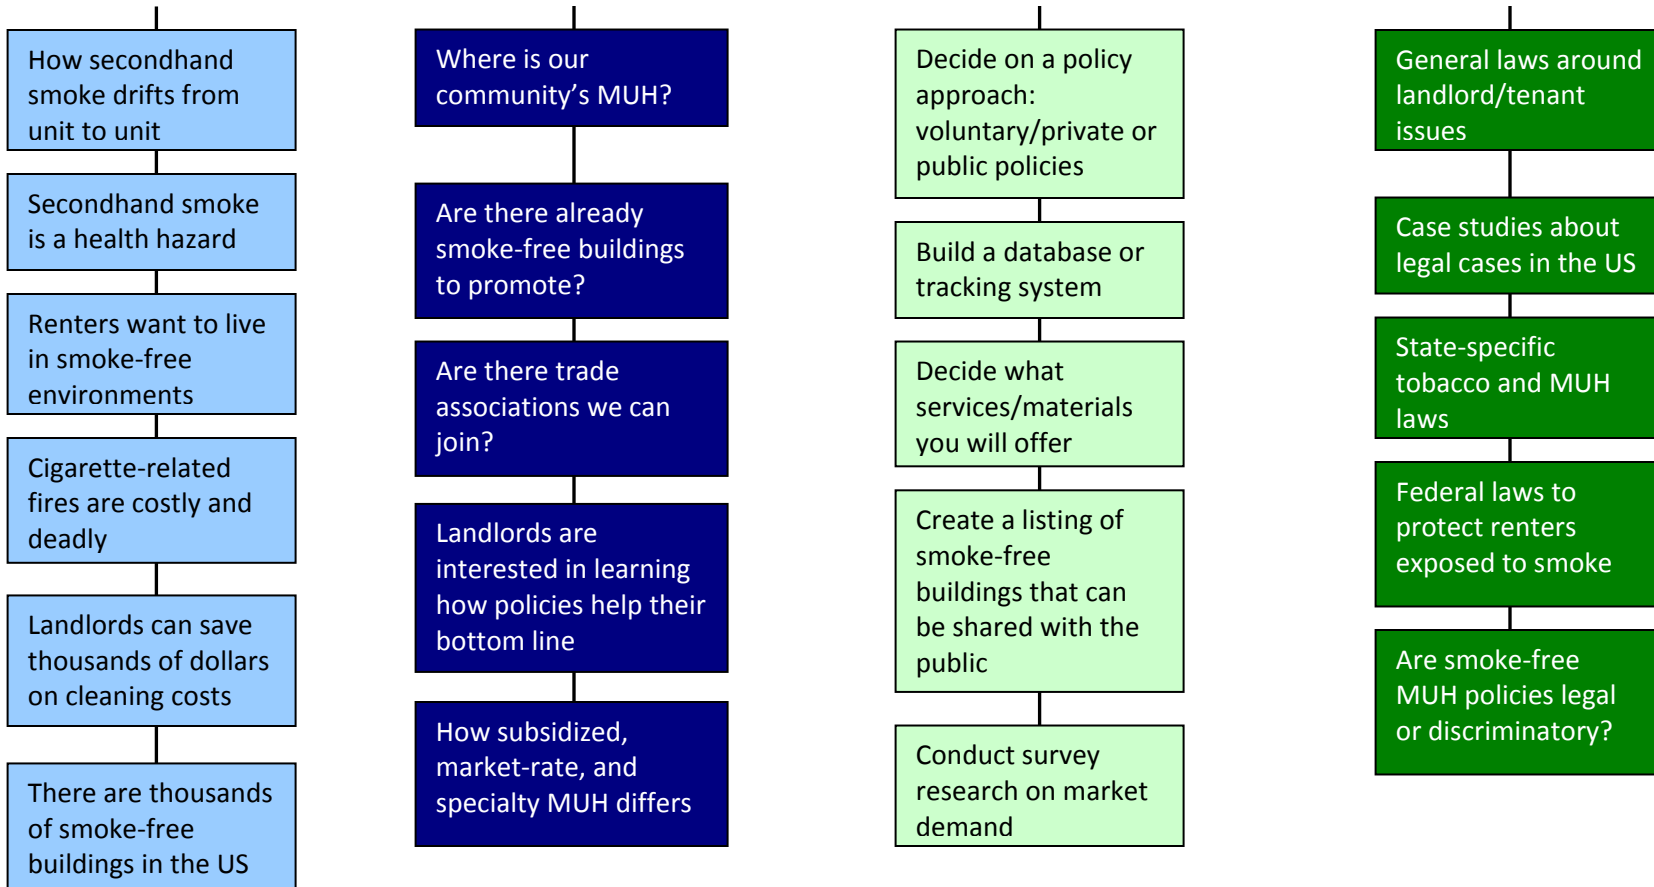 How secondhand
smoke drifts from
unit to unit
Secondhand smoke
is a health hazard
Renters want to live
in smoke-free
environments
Cigarette-related
fires are costly and
deadly
Landlords can save
thousands of dollars
on cleaning costs
There are thousands
of smoke-free
buildings in the US
Where is our
community’s MUH?
Are there already
smoke-free buildings
to promote?
Are there trade
associations we can
join?
Landlords are
interested in learning
how policies help their
bottom line
How subsidized,
market-rate, and
specialty MUH differs
Decide on a policy
approach:
voluntary/private or
public policies
Build a database or
tracking system
Decide what
services/materials
you will offer
Create a listing of
smoke-free
buildings that can
be shared with the
public
Conduct survey
research on market
demand
General laws around
landlord/tenant
issues
Case studies about
legal cases in the US
State-specific
tobacco and MUH
laws
Federal laws to
protect renters
exposed to smoke
Are smoke-free
MUH policies legal
or discriminatory?